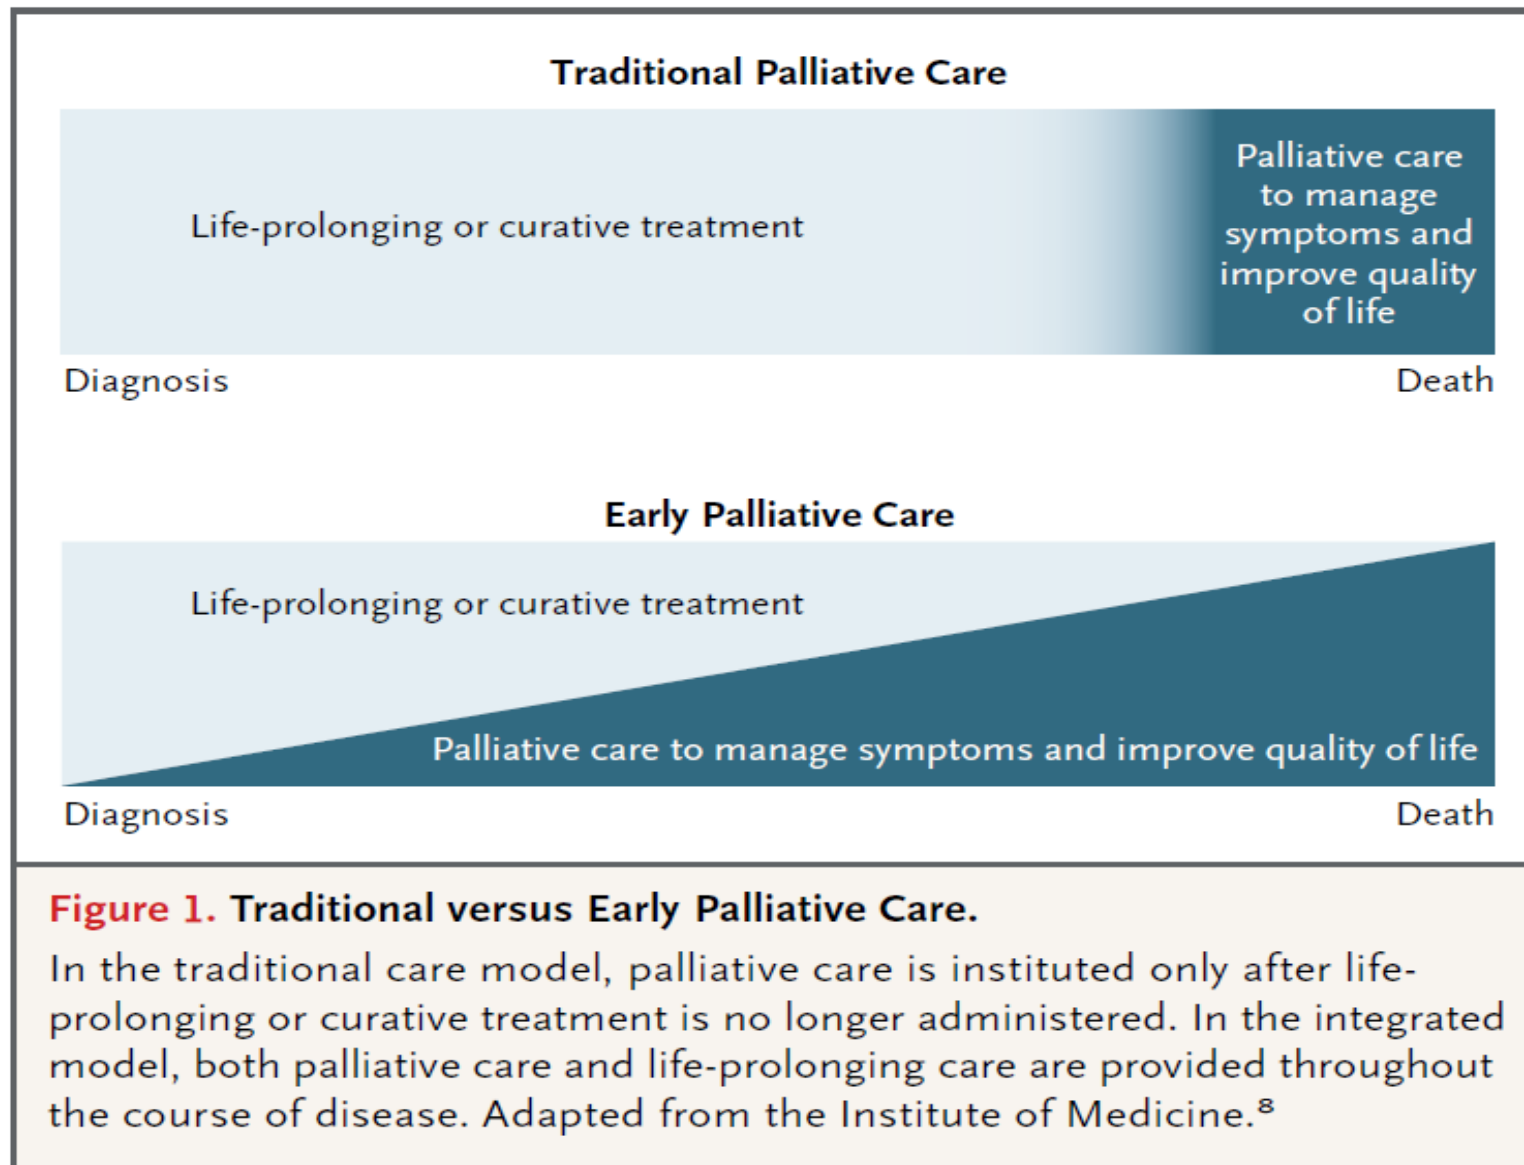 Traditional Palliative Care
Life-prolonging or curative treatment
Palliative care
to manage
symptoms and
improve quality
of life
Diagnosis
Death
Early Palliative Care
Life-prolonging or curative treatment
Palliative care to manage symptoms and improve quality of life
Diagnosis
Death
Figure 1. Traditional versus Early Palliative Care.
In the traditional care model, palliative care is instituted only after life-
prolonging or curative treatment is no longer administered. In the integrated
model, both palliative care and life-prolonging care are provided throughout
the course of disease. Adapted from the Institute of Medicine.⁸